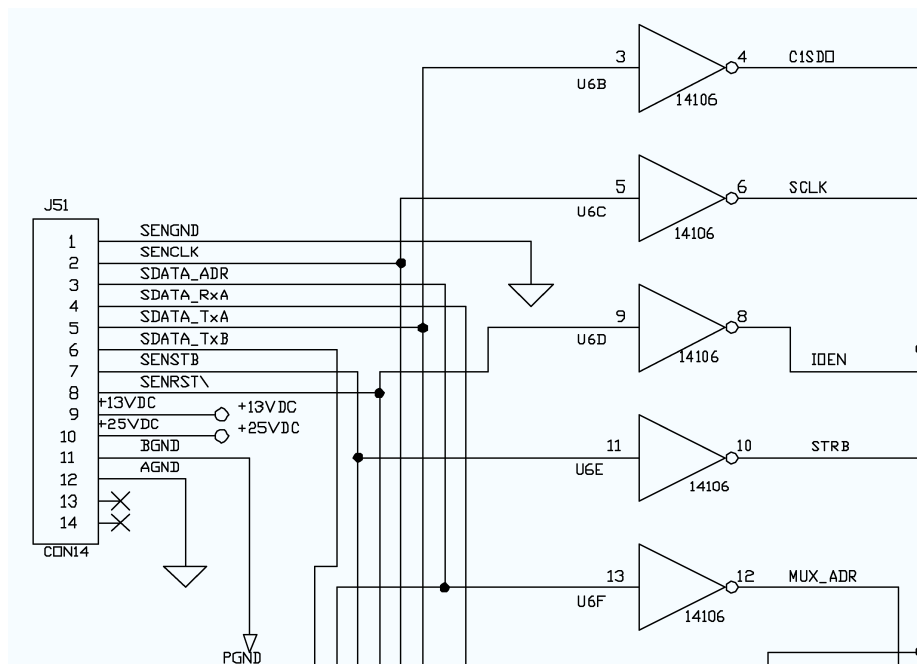 3 4 C1SDO
U6B 14106
5 6 SCLK
U6C 14106
J51
1 SENGND
2 SENCLK
3 SDATA_ADR
4 SDATA_RxA
5 SDATA_TxA
6 SDATA_TxB
7 SENSTB
8 SENRST\
9 +13VDC +13VDC
10 +25VDC +25VDC
11 BGND
12 AGND
13
14
CON14
PGND
9 8
U6D 14106 IOEN
11 10 STRB
U6E 14106
13 12 MUX_ADR
U6F 14106